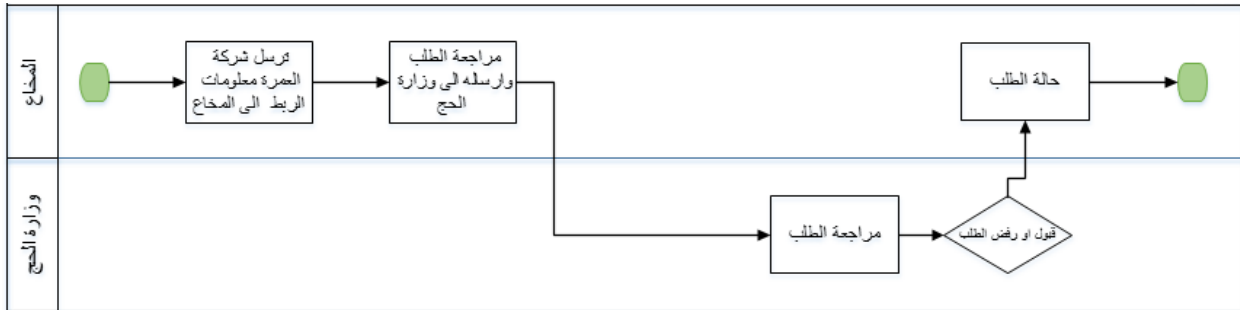 المخاع
ترسل شركة
العمرة معلومات
الربط الى المخاع
مراجعة الطلب
وارساله الى وزارة
الحج
حالة الطلب
وزارة الحج
مراجعة الطلب
قبول او رفض الطلب